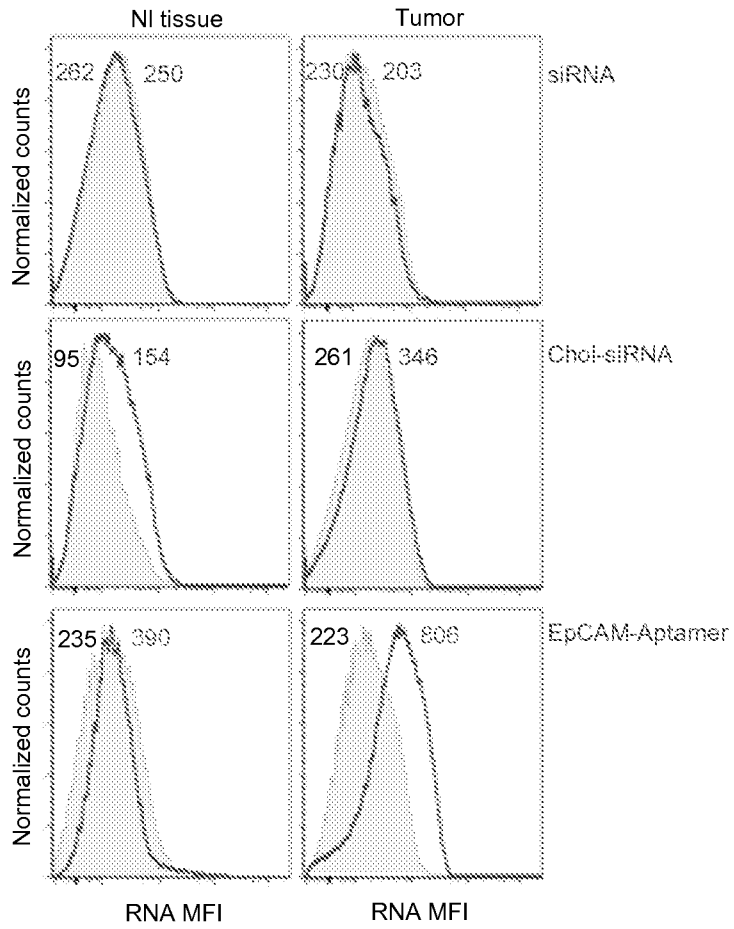 NI tissue
Tumor
Normalized counts
262
250
230
203
siRNA
Normalized counts
95
154
261
346
Chol-siRNA
Normalized counts
235
390
223
806
EpCAM-Aptamer
RNA MFI
RNA MFI